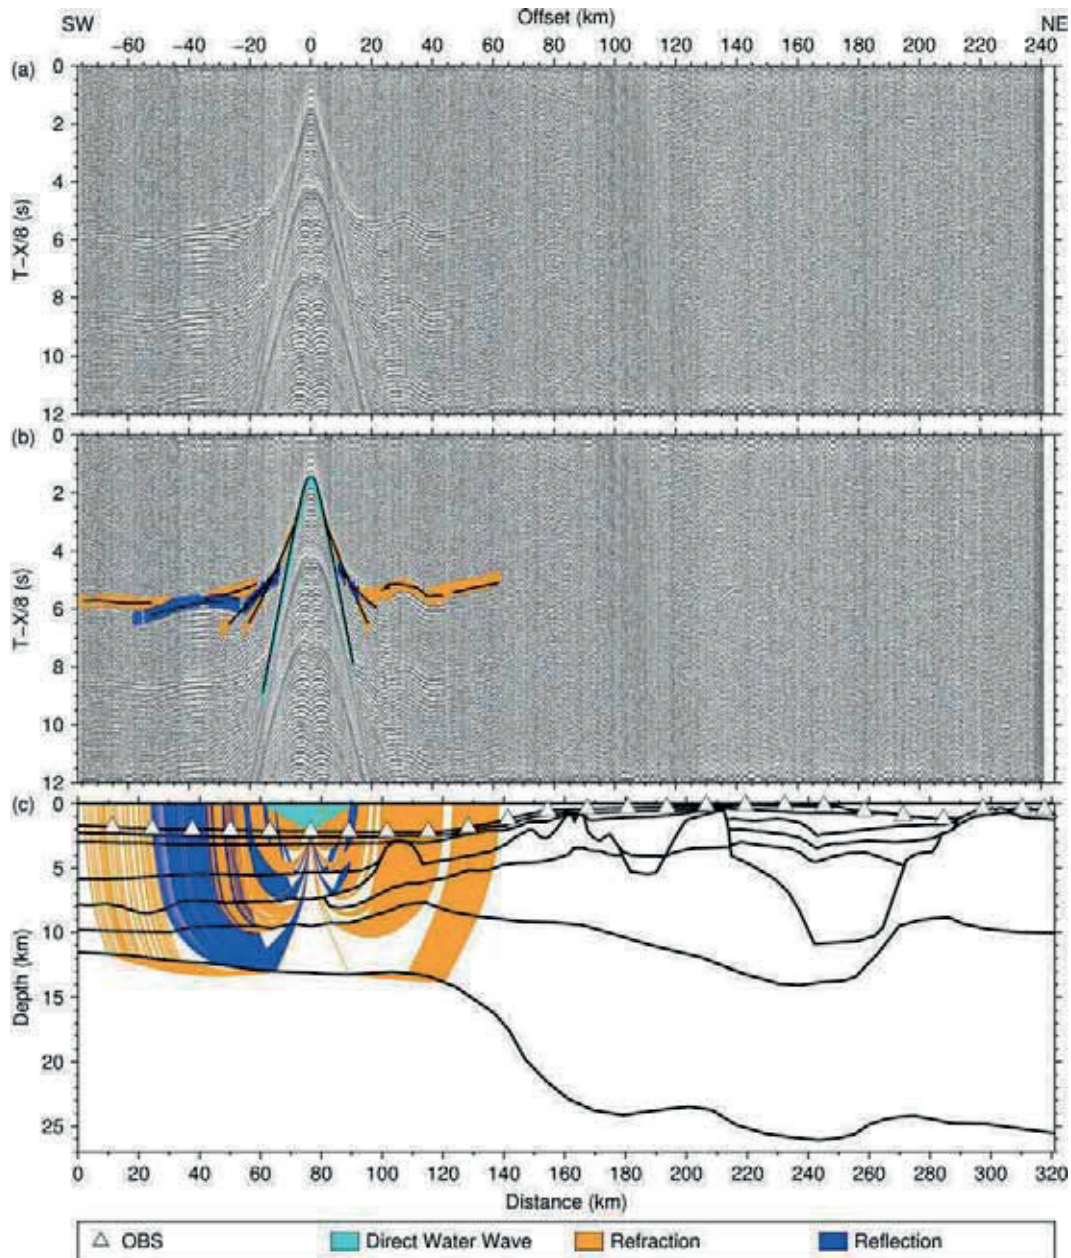 SW Offset (km) NE
−60 −40 −20 0 20 40 60 80 100 120 140 160 180 200 220 240
(a) 0
2
4
6
8
10
12
T−X/8 (s)
(b) 0
2
4
6
8
10
12
T−X/8 (s)
(c) 0
5
10
15
20
25
Depth (km)
0 20 40 60 80 100 120 140 160 180 200 220 240 260 280 300 320
Distance (km)
OBS Direct Water Wave Refraction Reflection